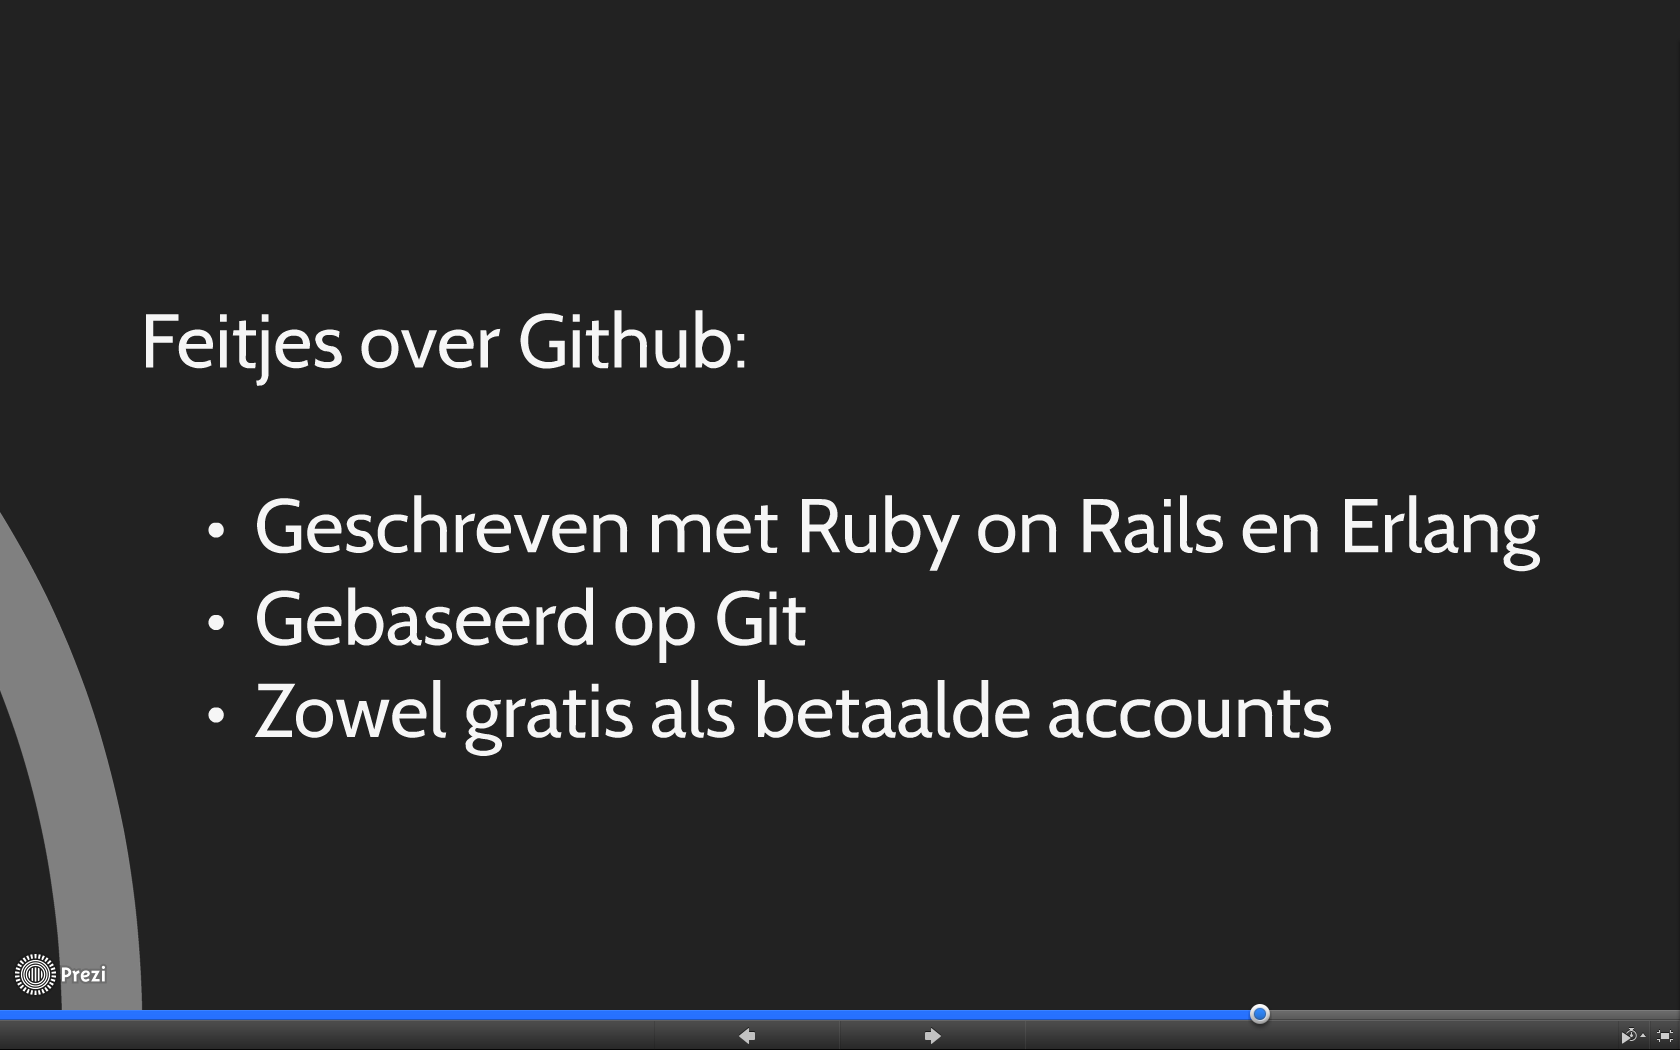 Feitjes over Github:
• Geschreven met Ruby on Rails en Erlang
• Gebaseerd op Git
• Zowel gratis als betaalde accounts
Prezi